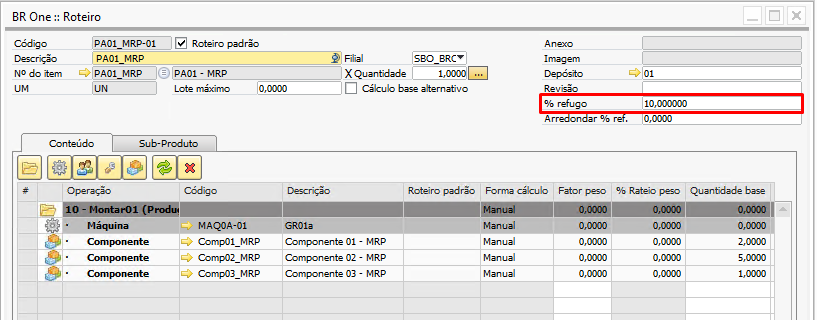 BR One :: Roteiro
Código PA01_MRP-01 Roteiro padrão Anexo
Descrição PA01_MRP Filial SBO_BRC Imagem
Nº do item PA01_MRP PA01 - MRP X Quantidade 1,0000 ... Depósito 01
UM UN Lote máximo 0,0000 Cálculo base alternativo Revisão
% refugo 10,000000
Arredondar % ref. 0,0000
Conteúdo Sub-Produto
# Operação Código Descrição Roteiro padrão Forma cálculo Fator peso % Rateio peso Quantidade base
10 - Montar01 (Produc Manual 0,0000 0,0000 0,0000
Máquina MAQ0A-01 GR01a Manual 0,0000 0,0000 0,0000
Componente Comp01_MRP Componente 01 - MRP Manual 0,0000 0,0000 2,0000
Componente Comp02_MRP Componente 02 - MRP Manual 0,0000 0,0000 5,0000
Componente Comp03_MRP Componente 03 - MRP Manual 0,0000 0,0000 1,0000